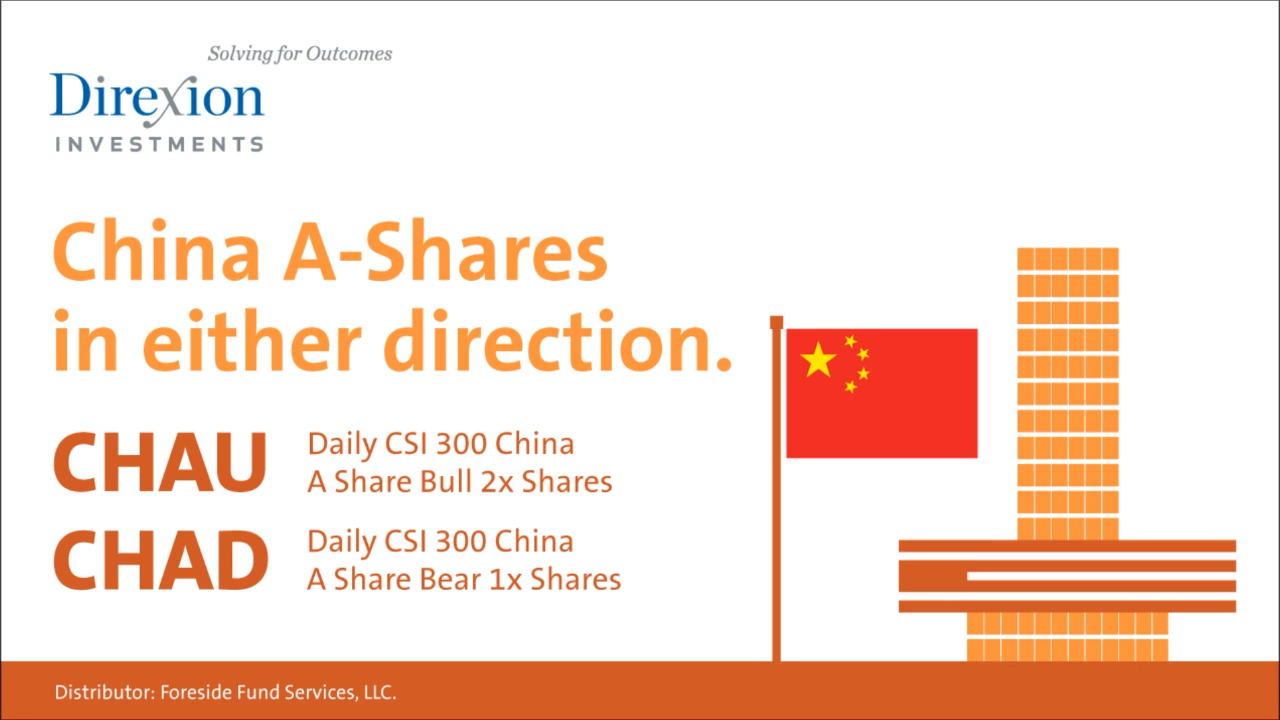 Solving for Outcomes
Direxion
INVESTMENTS
China A-Shares
in either direction.
CHAU
Daily CSI 300 China
A Share Bull 2x Shares
CHAD
Daily CSI 300 China
A Share Bear 1x Shares
Distributor: Foreside Fund Services, LLC.